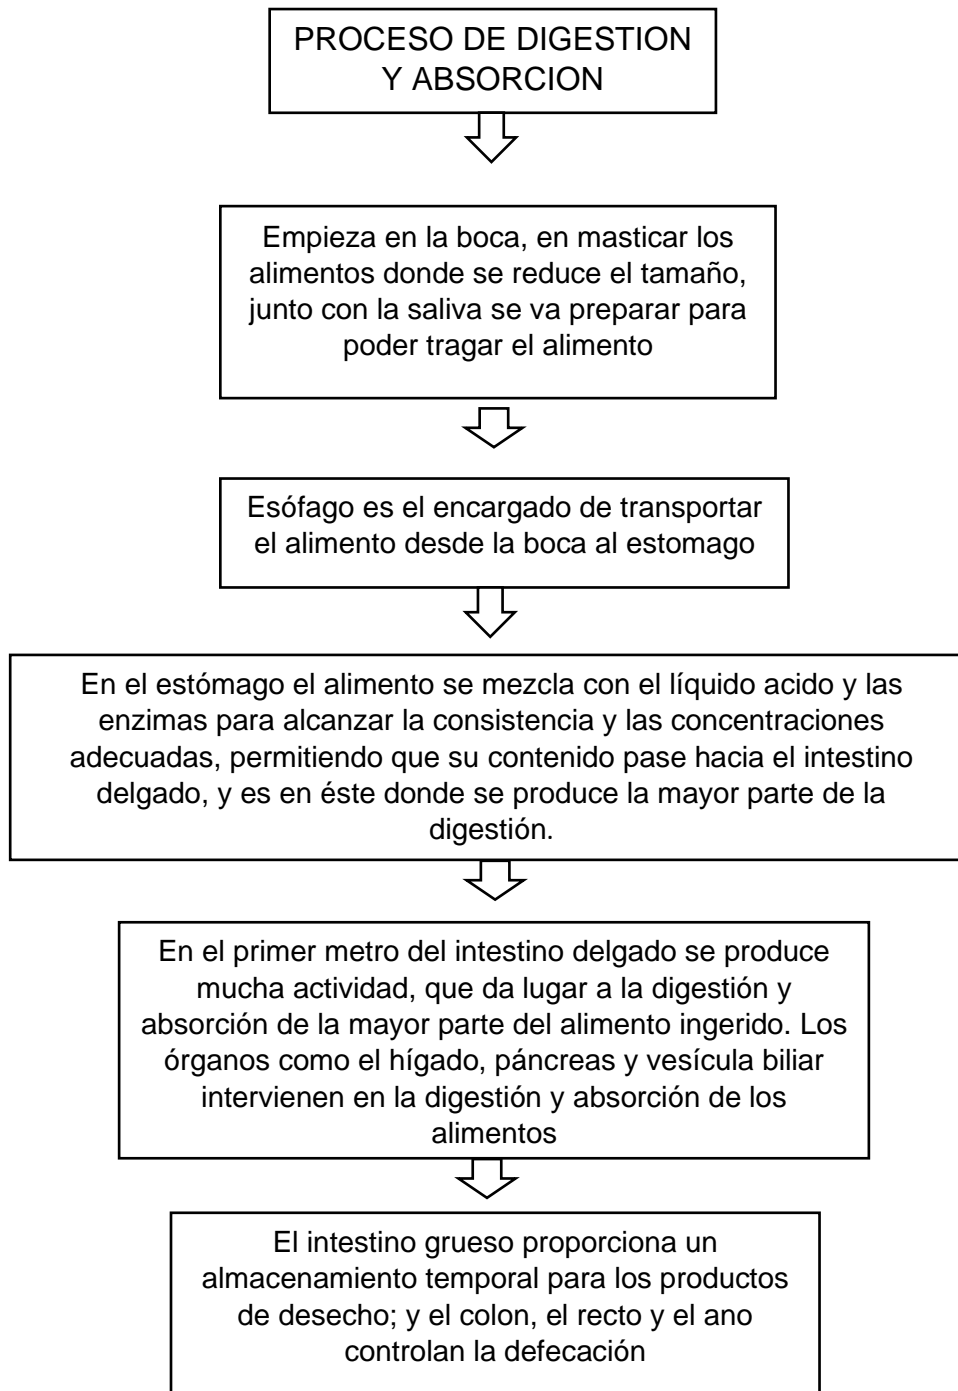 PROCESO DE DIGESTION
Y ABSORCION
Empieza en la boca, en masticar los
alimentos donde se reduce el tamaño,
junto con la saliva se va preparar para
poder tragar el alimento
Esófago es el encargado de transportar
el alimento desde la boca al estomago
En el estómago el alimento se mezcla con el líquido acido y las
enzimas para alcanzar la consistencia y las concentraciones
adecuadas, permitiendo que su contenido pase hacia el intestino
delgado, y es en éste donde se produce la mayor parte de la
digestión.
En el primer metro del intestino delgado se produce
mucha actividad, que da lugar a la digestión y
absorción de la mayor parte del alimento ingerido. Los
órganos como el hígado, páncreas y vesícula biliar
intervienen en la digestión y absorción de los
alimentos
El intestino grueso proporciona un
almacenamiento temporal para los productos
de desecho; y el colon, el recto y el ano
controlan la defecación